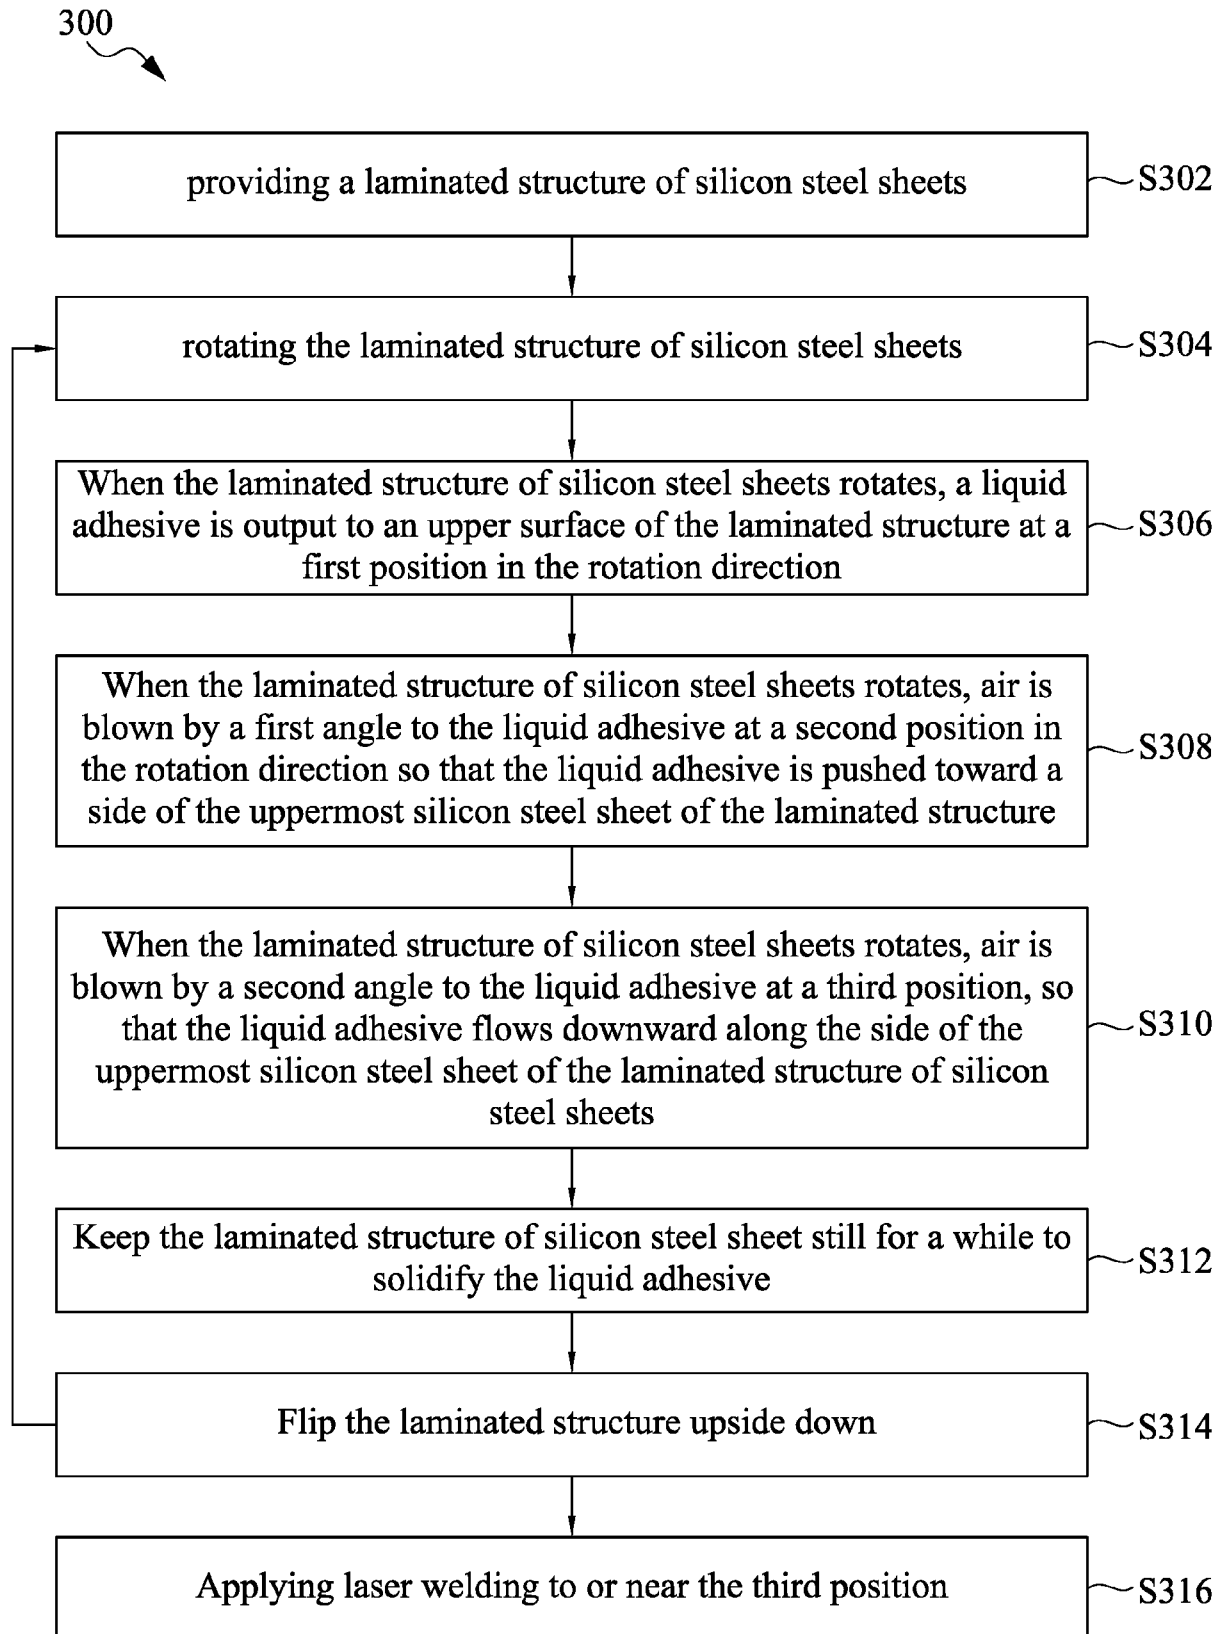 300
providing a laminated structure of silicon steel sheets
S302
rotating the laminated structure of silicon steel sheets
S304
When the laminated structure of silicon steel sheets rotates, a liquid
adhesive is output to an upper surface of the laminated structure at a
first position in the rotation direction
S306
When the laminated structure of silicon steel sheets rotates, air is
blown by a first angle to the liquid adhesive at a second position in
the rotation direction so that the liquid adhesive is pushed toward a
side of the uppermost silicon steel sheet of the laminated structure
S308
When the laminated structure of silicon steel sheets rotates, air is
blown by a second angle to the liquid adhesive at a third position, so
that the liquid adhesive flows downward along the side of the
uppermost silicon steel sheet of the laminated structure of silicon
steel sheets
S310
Keep the laminated structure of silicon steel sheet still for a while to
solidify the liquid adhesive
S312
Flip the laminated structure upside down
S314
Applying laser welding to or near the third position
S316